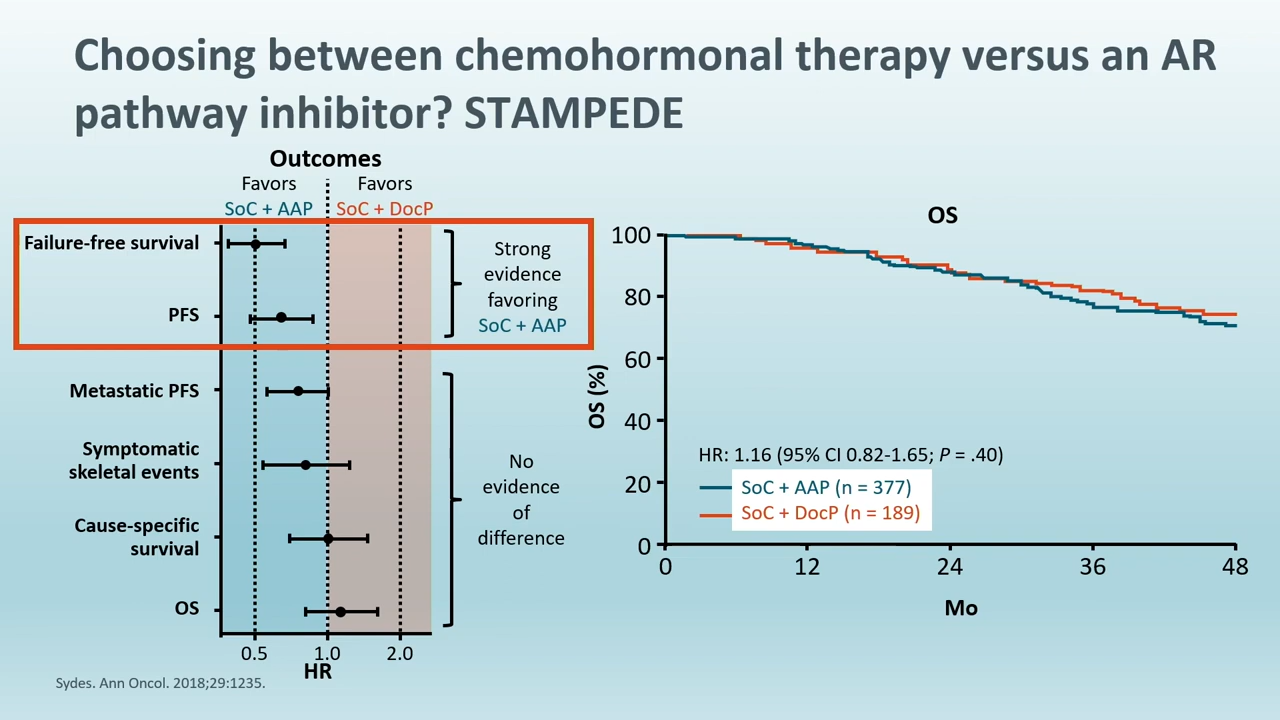 Choosing between chemohormonal therapy versus an AR
pathway inhibitor? STAMPEDE
Outcomes
Favors
SoC + AAP
Favors
SoC + DocP
Failure-free survival
PFS
Strong
evidence
favoring
SoC + AAP
Metastatic PFS
Symptomatic
skeletal events
Cause-specific
survival
OS
No
evidence
of
difference
0.5 1.0 2.0
HR
Sydes. Ann Oncol. 2018;29:1235.
OS
OS (%)
100
80
60
40
20
0
HR: 1.16 (95% CI 0.82-1.65; P = .40)
SoC + AAP (n = 377)
SoC + DocP (n = 189)
0 12 24 36 48
Mo